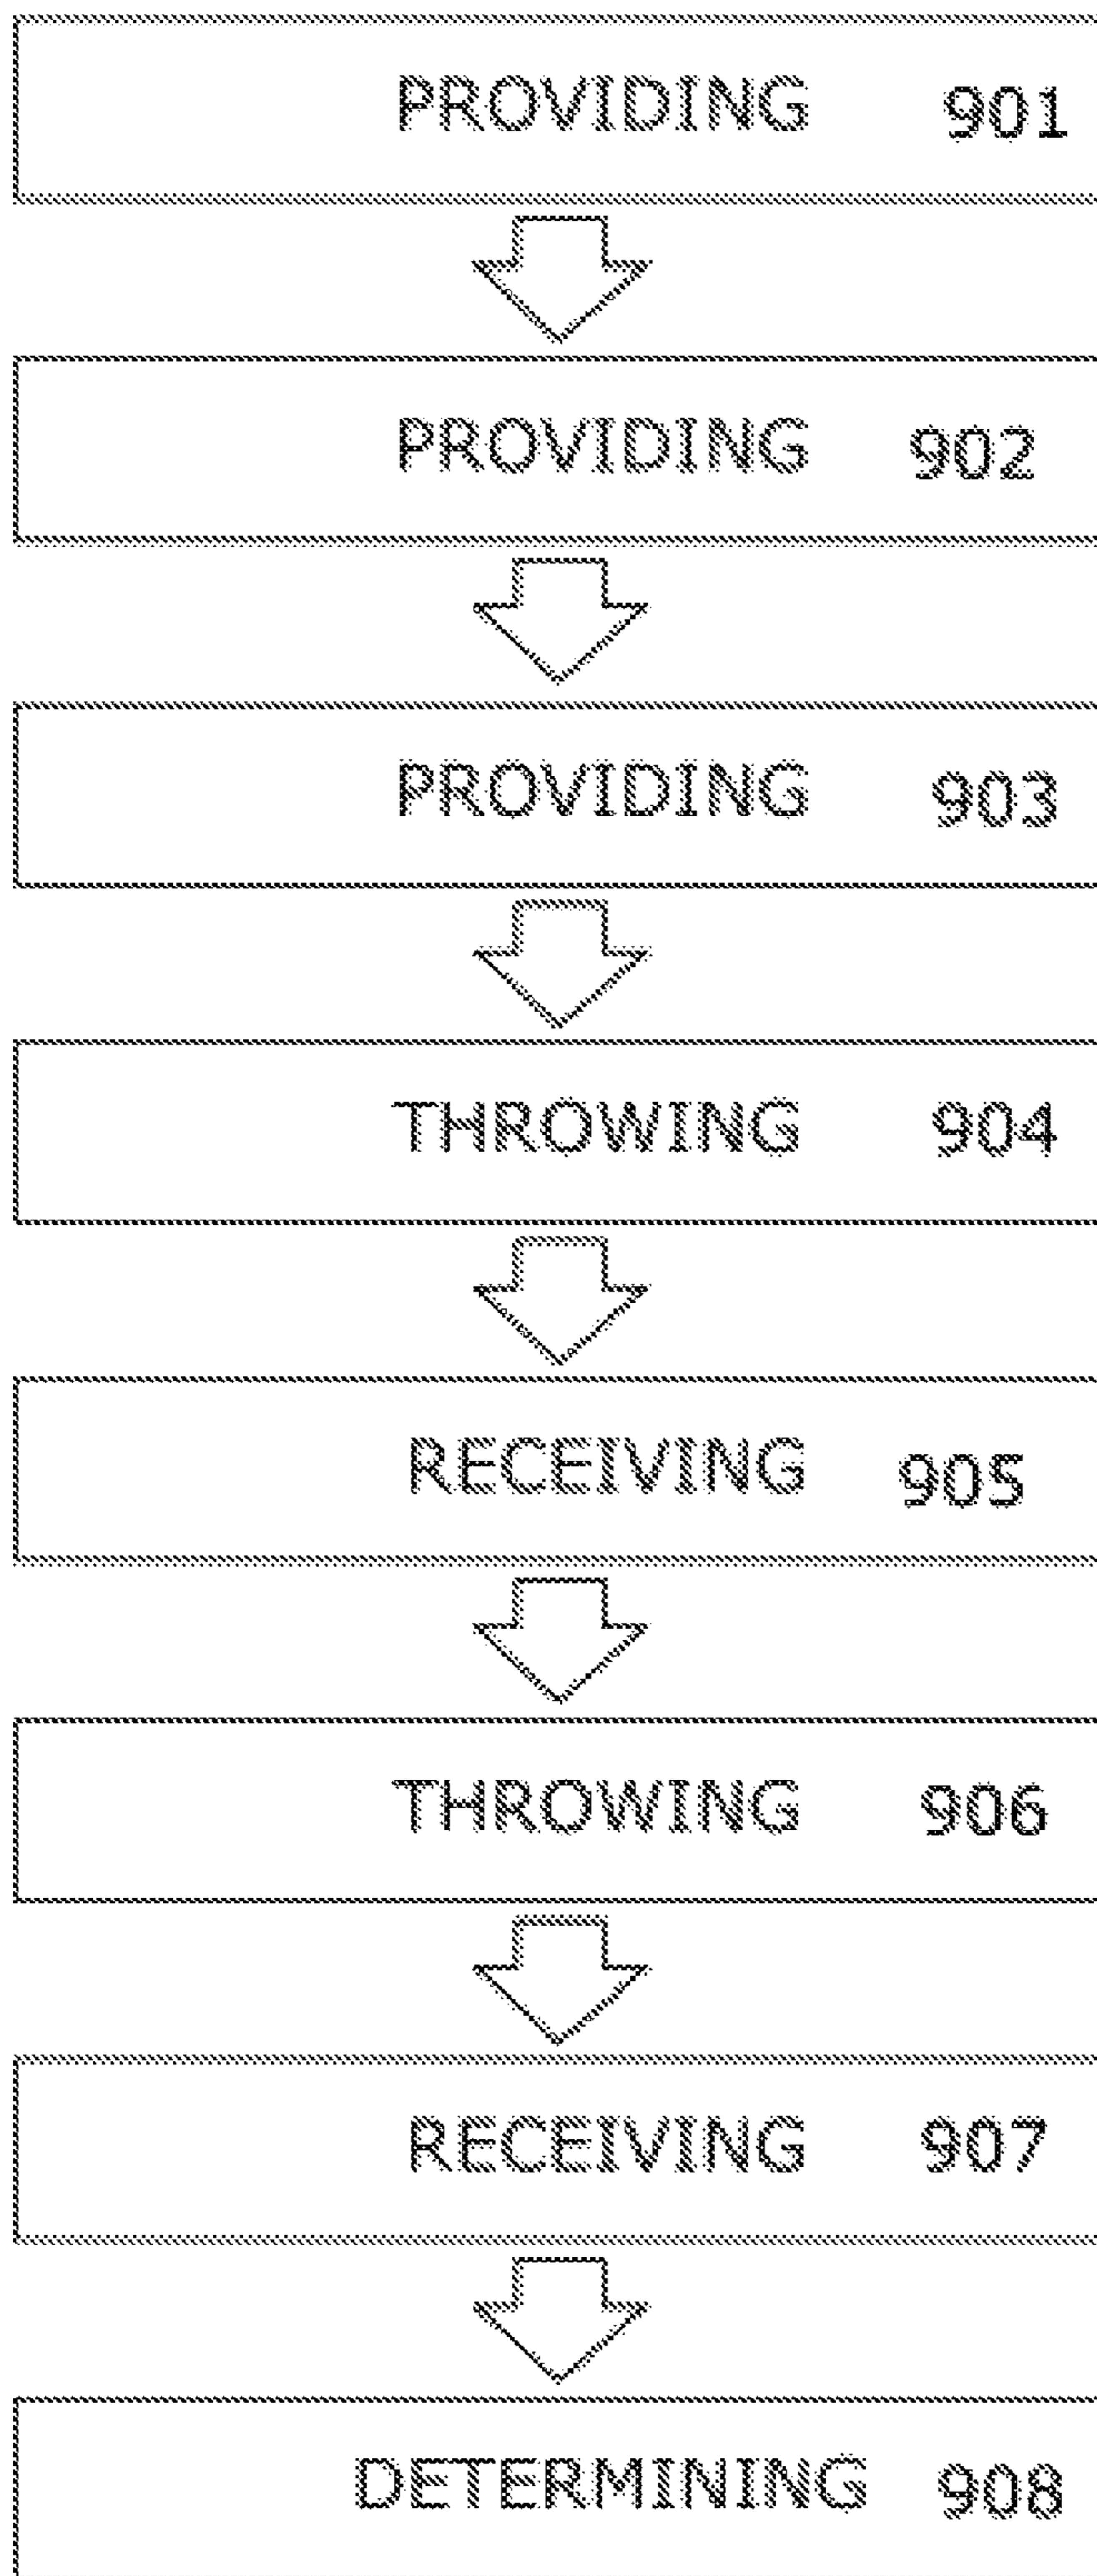 PROVIDING 901
PROVIDING 902
PROVIDING 903
THROWING 904
RECEIVING 905
THROWING 906
RECEIVING 907
DETERMINING 908